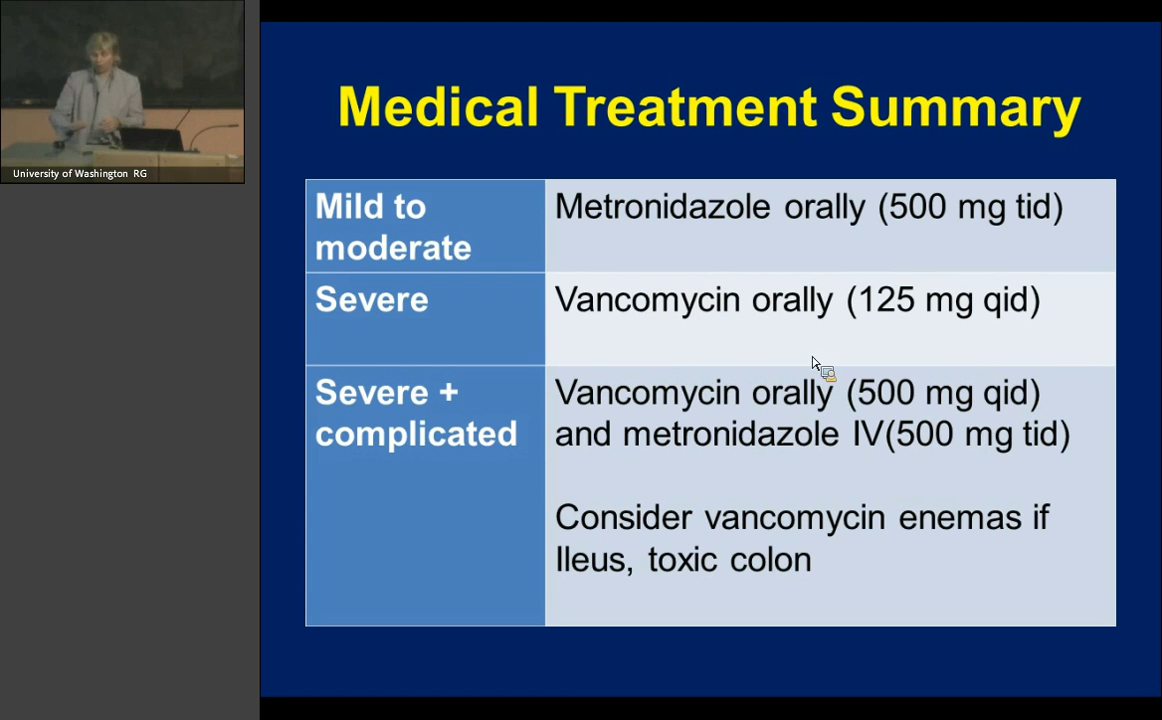 Medical Treatment Summary
University of Washington RG
Mild to
moderate
Metronidazole orally (500 mg tid)
Severe
Vancomycin orally (125 mg qid)
Severe +
complicated
Vancomycin orally (500 mg qid)
and metronidazole IV(500 mg tid)
Consider vancomycin enemas if
Ileus, toxic colon